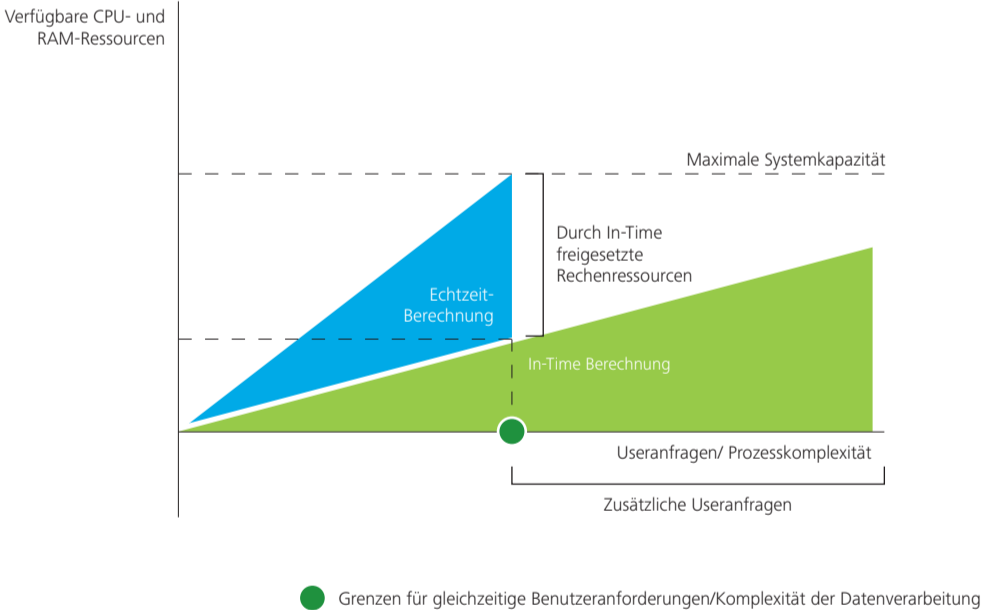 Verfügbare CPU- und
RAM-Ressourcen
Maximale Systemkapazität
Durch In-Time
freigesetzte
Rechenressourcen
Echtzeit-
Berechnung
In-Time Berechnung
Useranfragen/ Prozesskomplexität
Zusätzliche Useranfragen
Grenzen für gleichzeitige Benutzeranforderungen/Komplexität der Datenverarbeitung